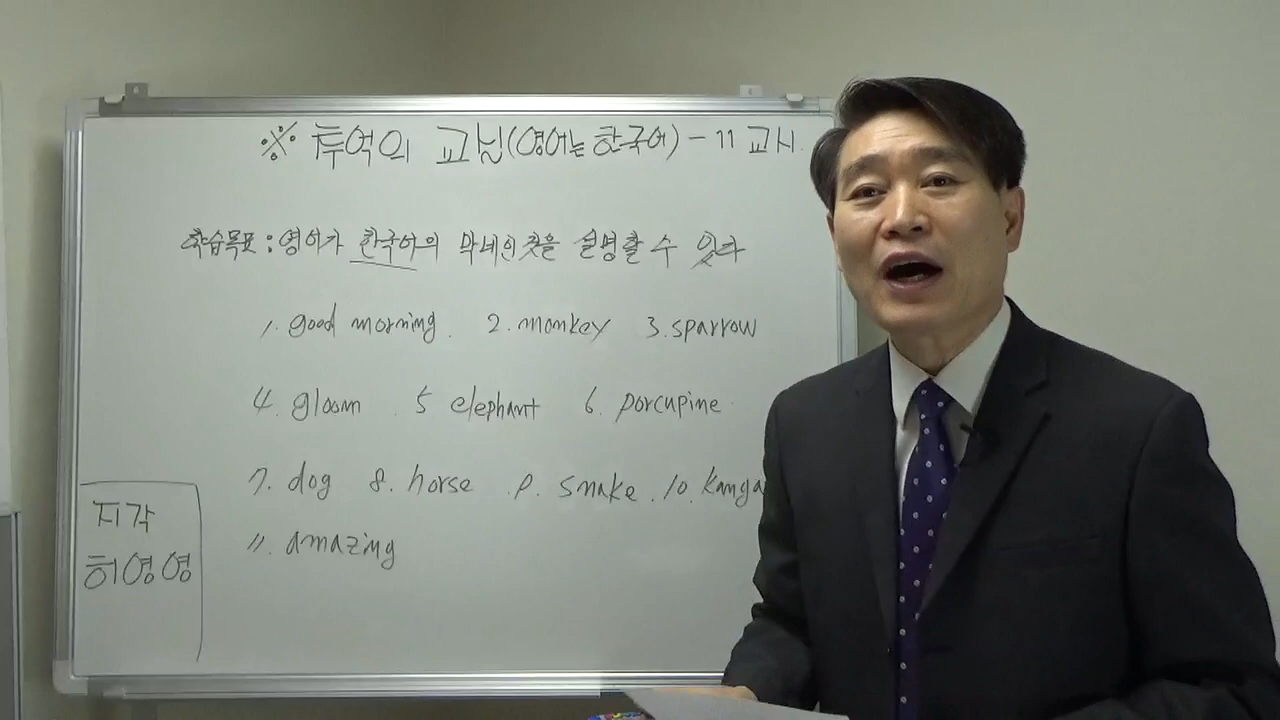 ※ 추억의 교실(영어는 한국어) - 11 교시
학습목표 : 영어가 한국어의 막내인것을 설명할 수 있다
1. good morning. 2. monkey 3. sparrow
4. gloom 5 elephant 6. porcupine
7. dog 8. horse 9. snake. 10. kanga
11. amazing
지각
허영영